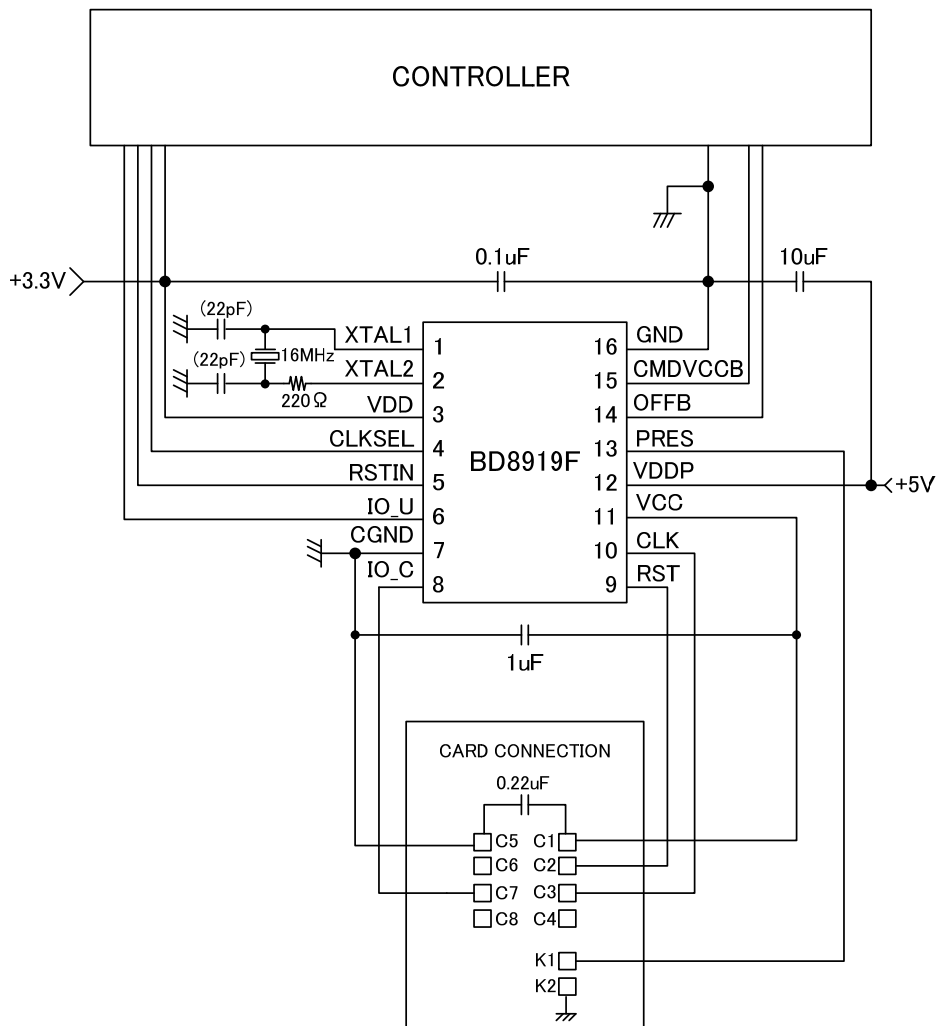 CONTROLLER
+3.3V
0.1uF
10uF
(22pF)
(22pF)
16MHz
220Ω
XTAL1
XTAL2
VDD
CLKSEL
RSTIN
IO_U
CGND
IO_C
1
2
3
4
5
6
7
8
BD8919F
16
15
14
13
12
11
10
9
GND
CMDVCCB
OFFB
PRES
VDDP
VCC
CLK
RST
+5V
1uF
CARD CONNECTION
0.22uF
C5 C1
C6 C2
C7 C3
C8 C4
K1
K2